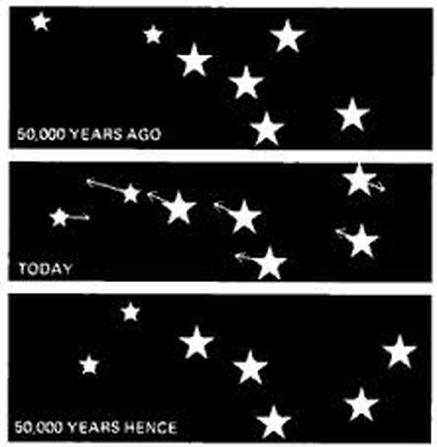 50,000 YEARS AGO
TODAY
50,000 YEARS HENCE